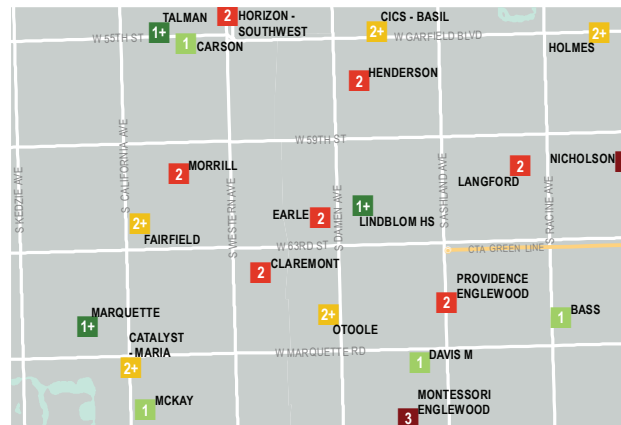 TALMAN
1+
1
CARSON
2
HORIZON -
SOUTHWEST
CICS - BASIL
2+
W GARFIELD BLVD
2+
HOLMES
W 55TH ST
2
HENDERSON
W 59TH ST
S KEDZIE AVE
S CALIFORNIA AVE
S WESTERN AVE
S DAMEN AVE
S ASHLAND AVE
S RACINE AVE
2
MORRILL
2
LANGFORD
NICHOLSON
EARLE
2
1+
LINDBLOM HS
2+
FAIRFIELD
W 63RD ST
CTA GREEN LINE
2
CLAREMONT
2
PROVIDENCE
ENGLEWOOD
1
BASS
MARQUETTE
1+
2+
OTOOLE
CATALYST
- MARIA
2+
W MARQUETTE RD
1
DAVIS M
1
MCKAY
MONTESSORI
ENGLEWOOD
3